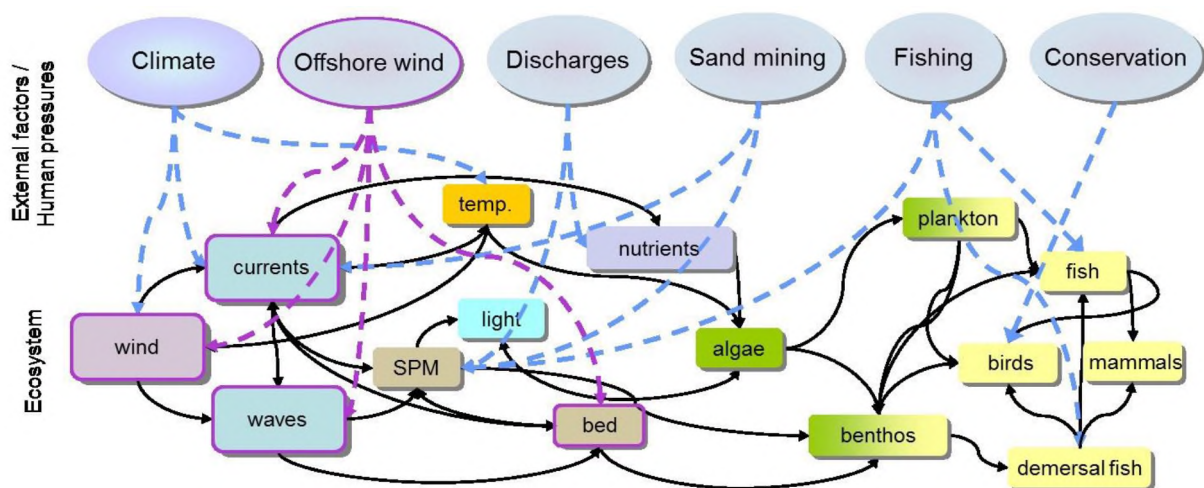 External factors /
Human pressures
Climate
Offshore wind
Discharges
Sand mining
Fishing
Conservation
Ecosystem
temp.
plankton
currents
nutrients
fish
wind
light
algae
SPM
birds
mammals
waves
bed
benthos
demersal fish